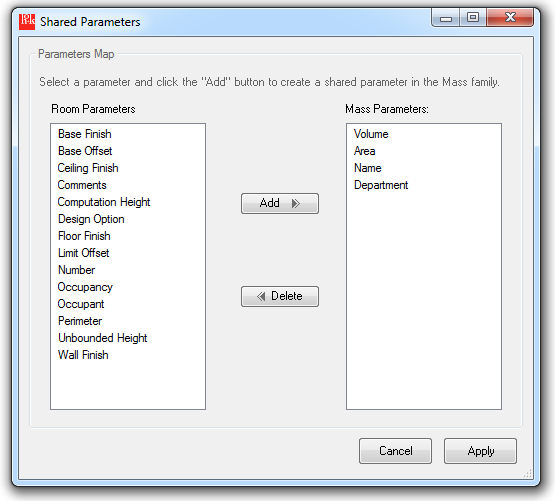 Shared Parameters
Parameters Map
Select a parameter and click the "Add" button to create a shared parameter in the Mass family.
Room Parameters
Base Finish
Base Offset
Ceiling Finish
Comments
Computation Height
Design Option
Floor Finish
Limit Offset
Number
Occupancy
Occupant
Perimeter
Unbounded Height
Wall Finish
Add
Delete
Mass Parameters:
Volume
Area
Name
Department
Cancel
Apply